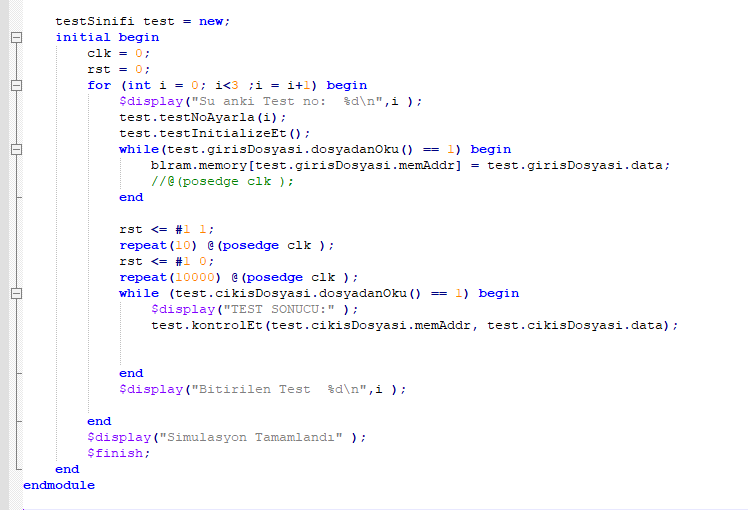 testSinifi test = new;
initial begin
clk = 0;
rst = 0;
for (int i = 0; i<3 ;i = i+1) begin
$display("Su anki Test no:  %d\n",i );
test.testNoAyarla(i);
test.testInitializeEt();
while(test.girisDosyasi.dosyadanOku() == 1) begin
blram.memory[test.girisDosyasi.memAddr] = test.girisDosyasi.data;
//@(posedge clk );
end
rst <= #1 1;
repeat(10) @(posedge clk );
rst <= #1 0;
repeat(10000) @(posedge clk );
while (test.cikisDosyasi.dosyadanOku() == 1) begin
$display("TEST SONUCU:" );
test.kontrolEt(test.cikisDosyasi.memAddr, test.cikisDosyasi.data);
end
$display("Bitirilen Test  %d\n",i );
end
$display("Simulasyon Tamamlandı" );
$finish;
end
endmodule